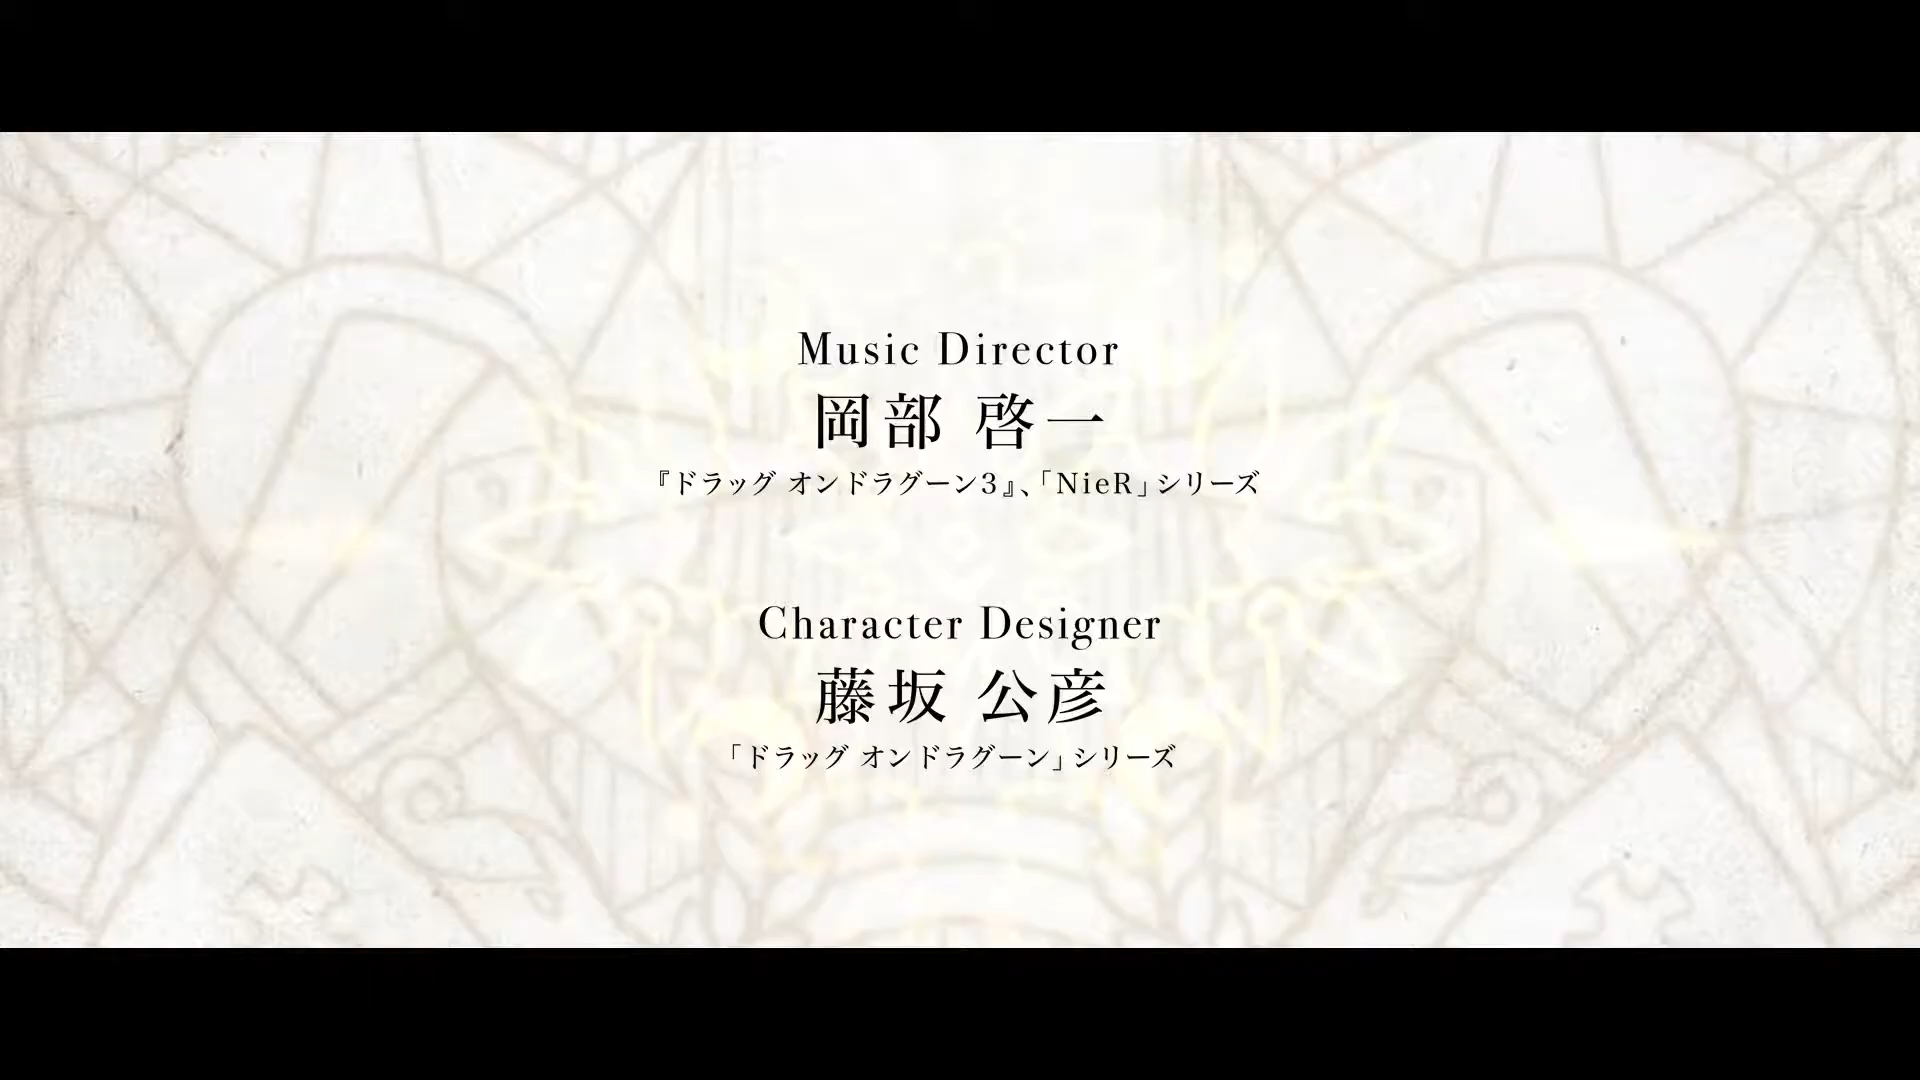 Music Director
岡部 啓一
『ドラッグ オンドラグーン3』、「NieR」シリーズ
Character Designer
藤坂 公彦
「ドラッグ オンドラグーン」シリーズ